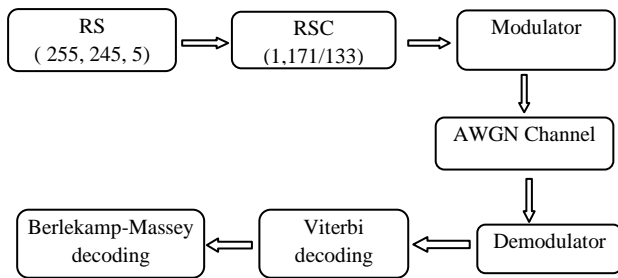 RS
( 255, 245, 5)
RSC
(1,171/133)
Modulator
AWGN Channel
Demodulator
Viterbi
decoding
Berlekamp-Massey
decoding